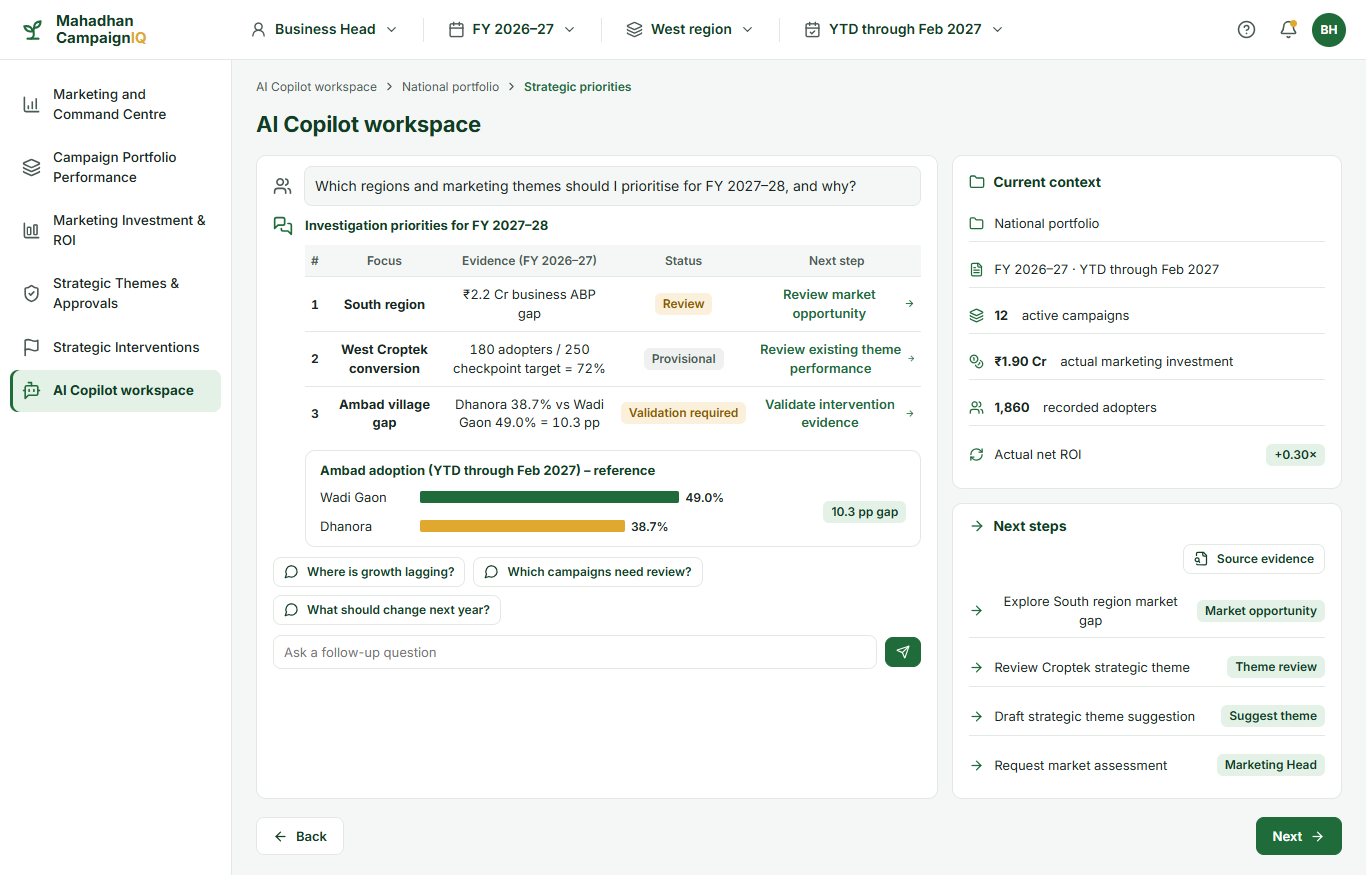 Mahadhan
CampaignIQ
Business Head
FY 2026–27
West region
YTD through Feb 2027
BH
Marketing and
Command Centre
Campaign Portfolio
Performance
Marketing Investment &
ROI
Strategic Themes &
Approvals
Strategic Interventions
AI Copilot workspace
AI Copilot workspace > National portfolio > Strategic priorities
AI Copilot workspace
Which regions and marketing themes should I prioritise for FY 2027–28, and why?
Investigation priorities for FY 2027–28
# Focus Evidence (FY 2026–27) Status Next step
1 South region ₹2.2 Cr business ABP
gap Review Review market
opportunity →
2 West Croptek
conversion 180 adopters / 250
checkpoint target = 72% Provisional Review existing theme
performance →
3 Ambad village
gap Dhanora 38.7% vs Wadi
Gaon 49.0% = 10.3 pp Validation required Validate intervention
evidence →
Ambad adoption (YTD through Feb 2027) – reference
Wadi Gaon 49.0%
Dhanora 38.7%
10.3 pp gap
Where is growth lagging?
Which campaigns need review?
What should change next year?
Ask a follow-up question
Current context
National portfolio
FY 2026–27 · YTD through Feb 2027
12 active campaigns
₹1.90 Cr actual marketing investment
1,860 recorded adopters
Actual net ROI +0.30×
→ Next steps
Source evidence
→ Explore South region market
gap Market opportunity
→ Review Croptek strategic theme Theme review
→ Draft strategic theme suggestion Suggest theme
→ Request market assessment Marketing Head
← Back
Next →